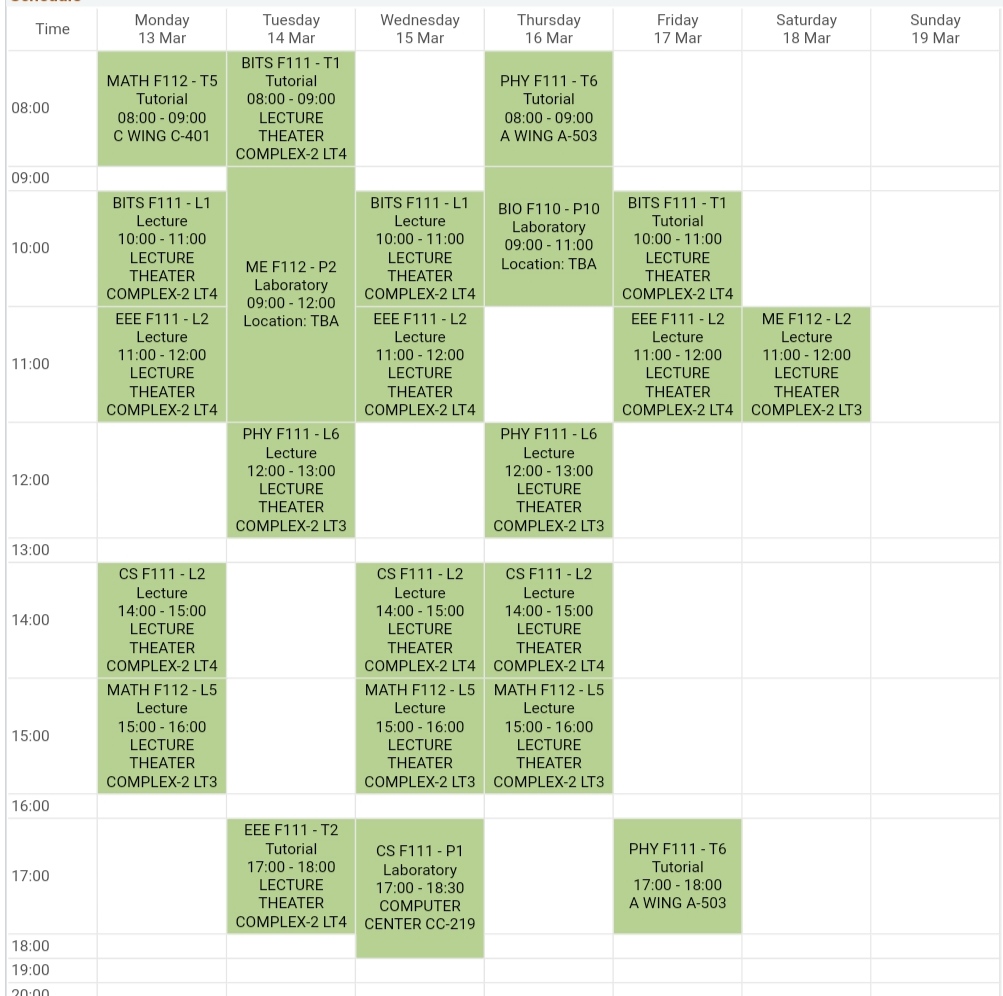 Schedule
Time
Monday
13 Mar
Tuesday
14 Mar
Wednesday
15 Mar
Thursday
16 Mar
Friday
17 Mar
Saturday
18 Mar
Sunday
19 Mar
08:00
MATH F112 - T5
Tutorial
08:00 - 09:00
C WING C-401
BITS F111 - T1
Tutorial
08:00 - 09:00
LECTURE
THEATER
COMPLEX-2 LT4
PHY F111 - T6
Tutorial
08:00 - 09:00
A WING A-503
09:00
ME F112 - P2
Laboratory
09:00 - 12:00
Location: TBA
BIO F110 - P10
Laboratory
09:00 - 11:00
Location: TBA
10:00
BITS F111 - L1
Lecture
10:00 - 11:00
LECTURE
THEATER
COMPLEX-2 LT4
BITS F111 - L1
Lecture
10:00 - 11:00
LECTURE
THEATER
COMPLEX-2 LT4
BITS F111 - T1
Tutorial
10:00 - 11:00
LECTURE
THEATER
COMPLEX-2 LT4
11:00
EEE F111 - L2
Lecture
11:00 - 12:00
LECTURE
THEATER
COMPLEX-2 LT4
EEE F111 - L2
Lecture
11:00 - 12:00
LECTURE
THEATER
COMPLEX-2 LT4
EEE F111 - L2
Lecture
11:00 - 12:00
LECTURE
THEATER
COMPLEX-2 LT4
ME F112 - L2
Lecture
11:00 - 12:00
LECTURE
THEATER
COMPLEX-2 LT3
12:00
PHY F111 - L6
Lecture
12:00 - 13:00
LECTURE
THEATER
COMPLEX-2 LT3
PHY F111 - L6
Lecture
12:00 - 13:00
LECTURE
THEATER
COMPLEX-2 LT3
13:00
14:00
CS F111 - L2
Lecture
14:00 - 15:00
LECTURE
THEATER
COMPLEX-2 LT4
CS F111 - L2
Lecture
14:00 - 15:00
LECTURE
THEATER
COMPLEX-2 LT4
CS F111 - L2
Lecture
14:00 - 15:00
LECTURE
THEATER
COMPLEX-2 LT4
15:00
MATH F112 - L5
Lecture
15:00 - 16:00
LECTURE
THEATER
COMPLEX-2 LT3
MATH F112 - L5
Lecture
15:00 - 16:00
LECTURE
THEATER
COMPLEX-2 LT3
MATH F112 - L5
Lecture
15:00 - 16:00
LECTURE
THEATER
COMPLEX-2 LT3
16:00
17:00
EEE F111 - T2
Tutorial
17:00 - 18:00
LECTURE
THEATER
COMPLEX-2 LT4
CS F111 - P1
Laboratory
17:00 - 18:30
COMPUTER
CENTER CC-219
PHY F111 - T6
Tutorial
17:00 - 18:00
A WING A-503
18:00
19:00
20:00